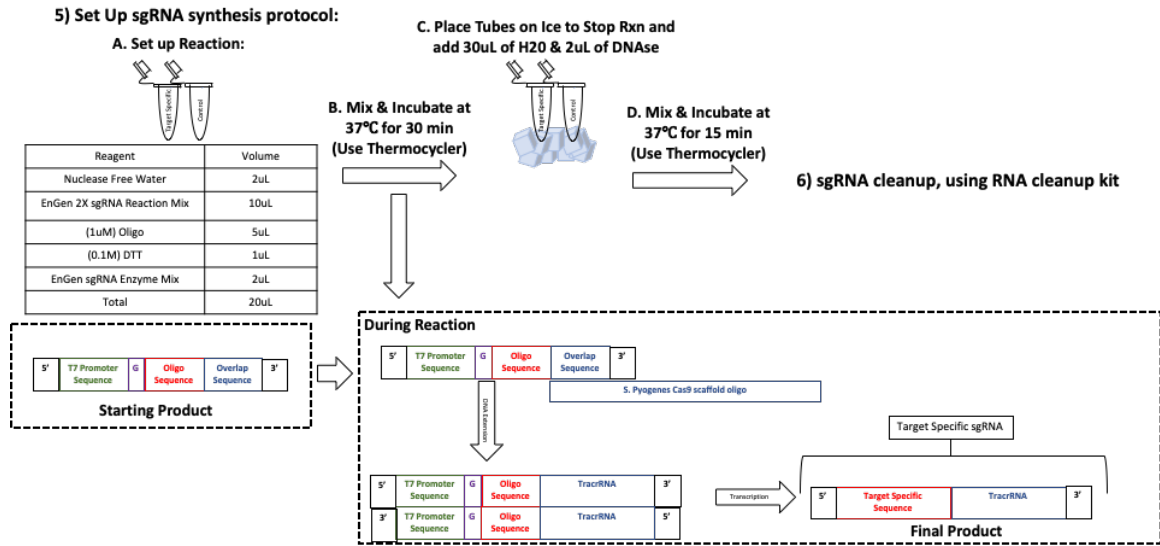 5) Set Up sgRNA synthesis protocol:
A. Set up Reaction:
Target Specific
Control
Reagent Volume
Nuclease Free Water 2uL
EnGen 2X sgRNA Reaction Mix 10uL
(1uM) Oligo 5uL
(0.1M) DTT 1uL
EnGen sgRNA Enzyme Mix 2uL
Total 20uL
B. Mix & Incubate at
37℃ for 30 min
(Use Thermocycler)
C. Place Tubes on Ice to Stop Rxn and
add 30uL of H20 & 2uL of DNAse
Target Specific
Control
D. Mix & Incubate at
37℃ for 15 min
(Use Thermocycler)
6) sgRNA cleanup, using RNA cleanup kit
5’ T7 Promoter Sequence G Oligo Sequence Overlap Sequence 3’
Starting Product
During Reaction
5’ T7 Promoter Sequence G Oligo Sequence Overlap Sequence 3’
S. Pyogenes Cas9 scaffold oligo
DNA Extension
5’ T7 Promoter Sequence G Oligo Sequence TracrRNA 3’
3’ T7 Promoter Sequence G Oligo Sequence TracrRNA 5’
Transcription
Target Specific sgRNA
5’ Target Specific Sequence TracrRNA 3’
Final Product